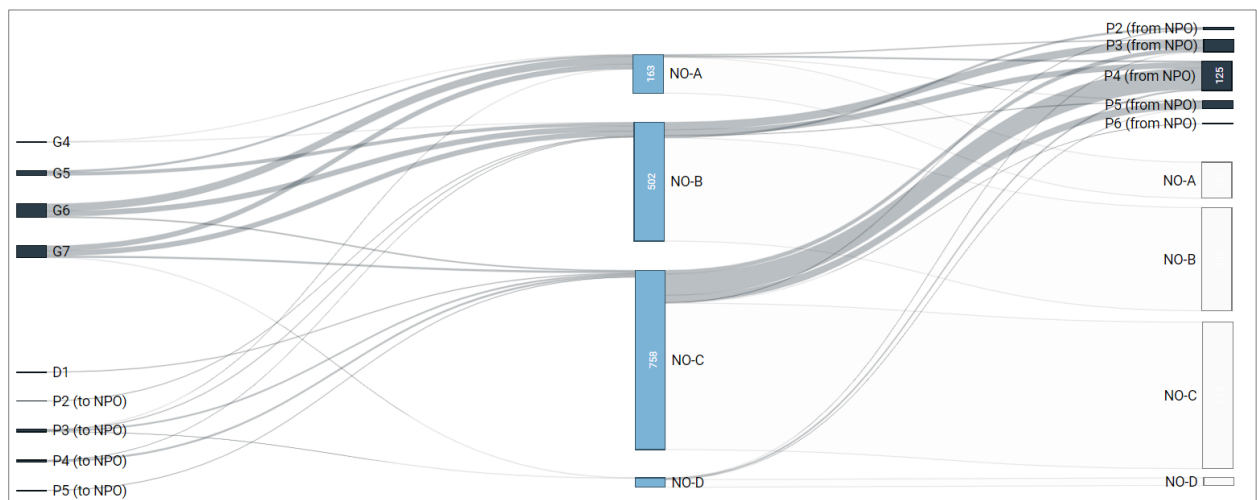 G4
G5
G6
G7
D1
P2 (to NPO)
P3 (to NPO)
P4 (to NPO)
P5 (to NPO)
163
NO-A
502
NO-B
758
NO-C
NO-D
P2 (from NPO)
P3 (from NPO)
P4 (from NPO)
125
P5 (from NPO)
P6 (from NPO)
NO-A
NO-B
NO-C
NO-D